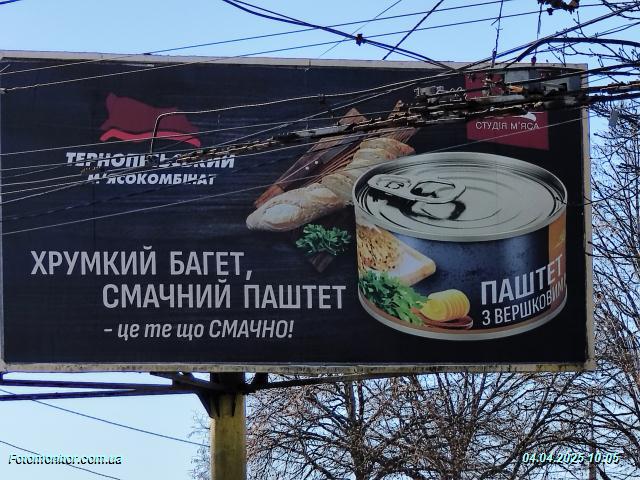 ТЕРНОПІЛЬСЬКИЙ
М'ЯСОКОМБІНАТ
СТУДІЯ М'ЯСА
ХРУМКИЙ БАГЕТ,
СМАЧНИЙ ПАШТЕТ
- це те що СМАЧНО!
ПАШТЕТ
З ВЕРШКОВИМ
Fotomonitor.com.ua
04.04.2025 10:05